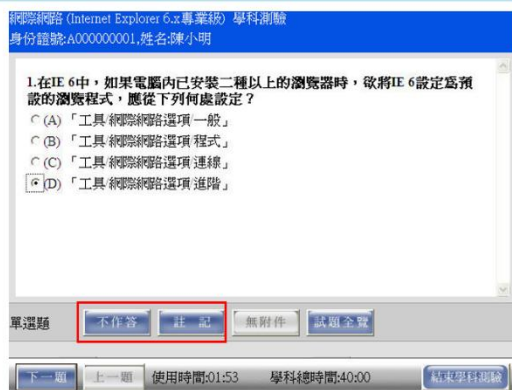 網際網路 (Internet Explorer 6.x專業級) 學科測驗
身份證號:A000000001,姓名:陳小明
1.在IE 6中,如果電腦內已安裝二種以上的瀏覽器時,欲將IE 6設定為預
設的瀏覽程式,應從下列何處設定?
(A) 「工具/網際網路選項/一般」
(B) 「工具/網際網路選項/程式」
(C) 「工具/網際網路選項/連線」
(D) 「工具/網際網路選項/進階」
單選題 不作答 註 記 無附件 試題全覽
下一題 上一題 使用時間:01:53 學科總時間:40:00 結束學科測驗